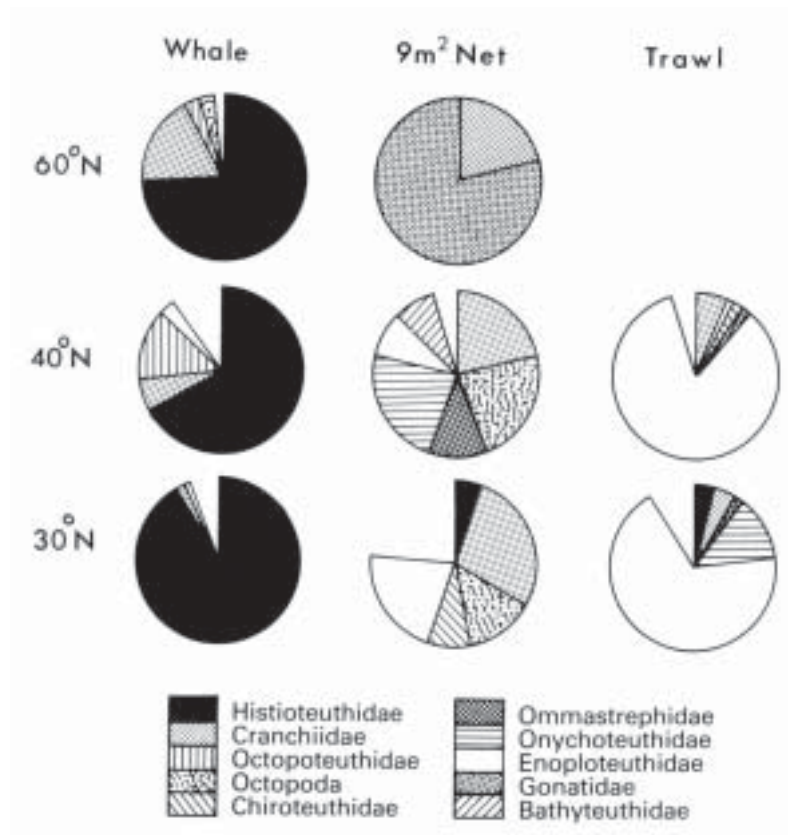 Whale 9m² Net Trawl
60°N
40°N
30°N
Histioteuthidae
Cranchiidae
Octopoteuthidae
Octopoda
Chiroteuthidae
Ommastrephidae
Onychoteuthidae
Enoploteuthidae
Gonatidae
Bathyteuthidae